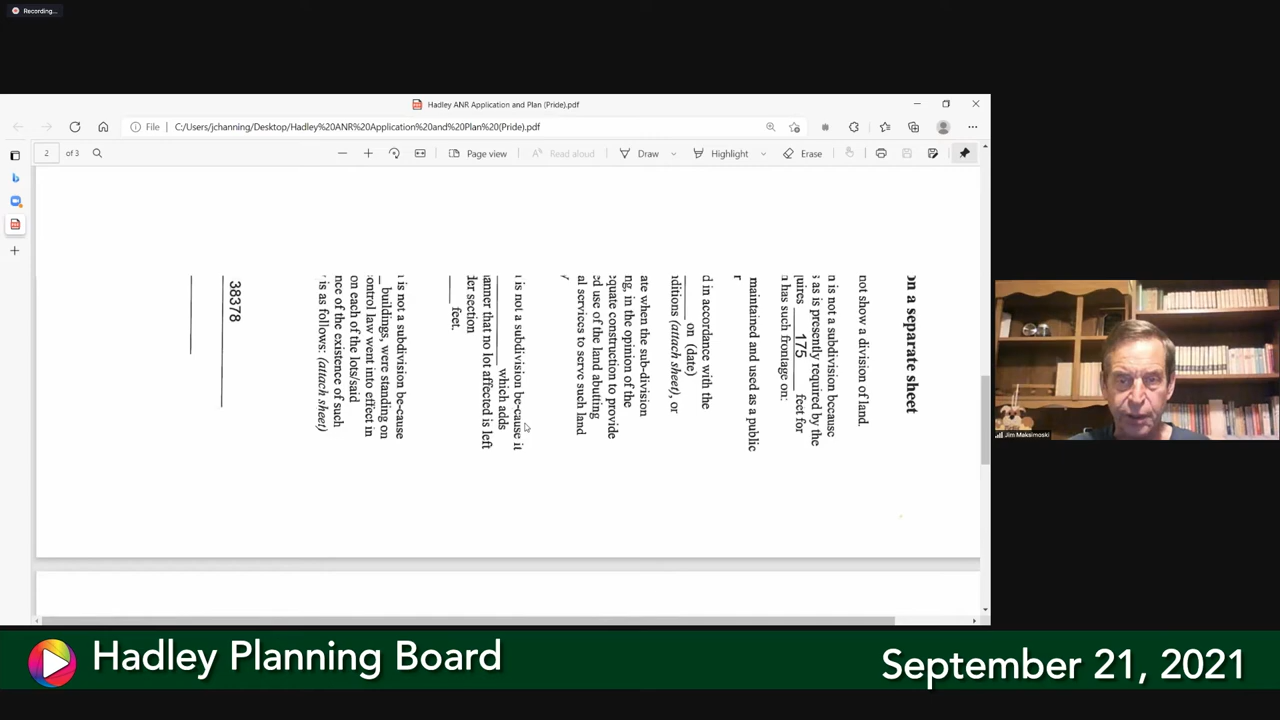 Recording...
Hadley ANR Application and Plan (Pride).pdf
File
C:/Users/jchanning/Desktop/Hadley%20ANR%20Application%20and%20Plan%20(Pride).pdf
2 of 3
Page view
Read aloud
Draw
Highlight
Erase
on a separate sheet
not show a division of land.
is not a subdivision because
as is presently required by the
175 feet for
has such frontage on:
maintained and used as a public
d in accordance with the
on (date)
(attach sheet), or
ate when the sub-division
ng, in the opinion of the
equate construction to provide
ed use of the land abutting
al services to serve such land
is not a subdivision be-cause it
which adds
anner that no lot affected is left
der section
feet.
is not a subdivision be-cause
buildings, were standing on
control law went into effect in
on each of the lots/said
nce of the existence of such
is as follows: (attach sheet)
38378
Jim Maksimoski
Hadley Planning Board
September 21, 2021